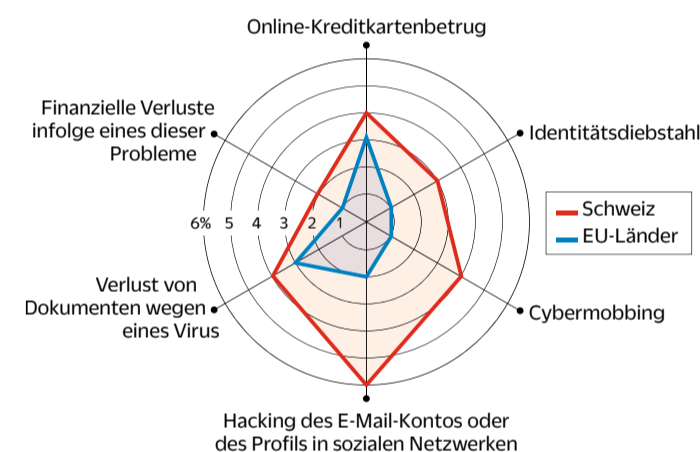 Online-Kreditkartenbetrug
Finanzielle Verluste
infolge eines dieser
Probleme
Identitätsdiebstahl
6% 5 4 3 2 1
Schweiz
EU-Länder
Verlust von
Dokumenten wegen
eines Virus
Cybermobbing
Hacking des E-Mail-Kontos oder
des Profils in sozialen Netzwerken